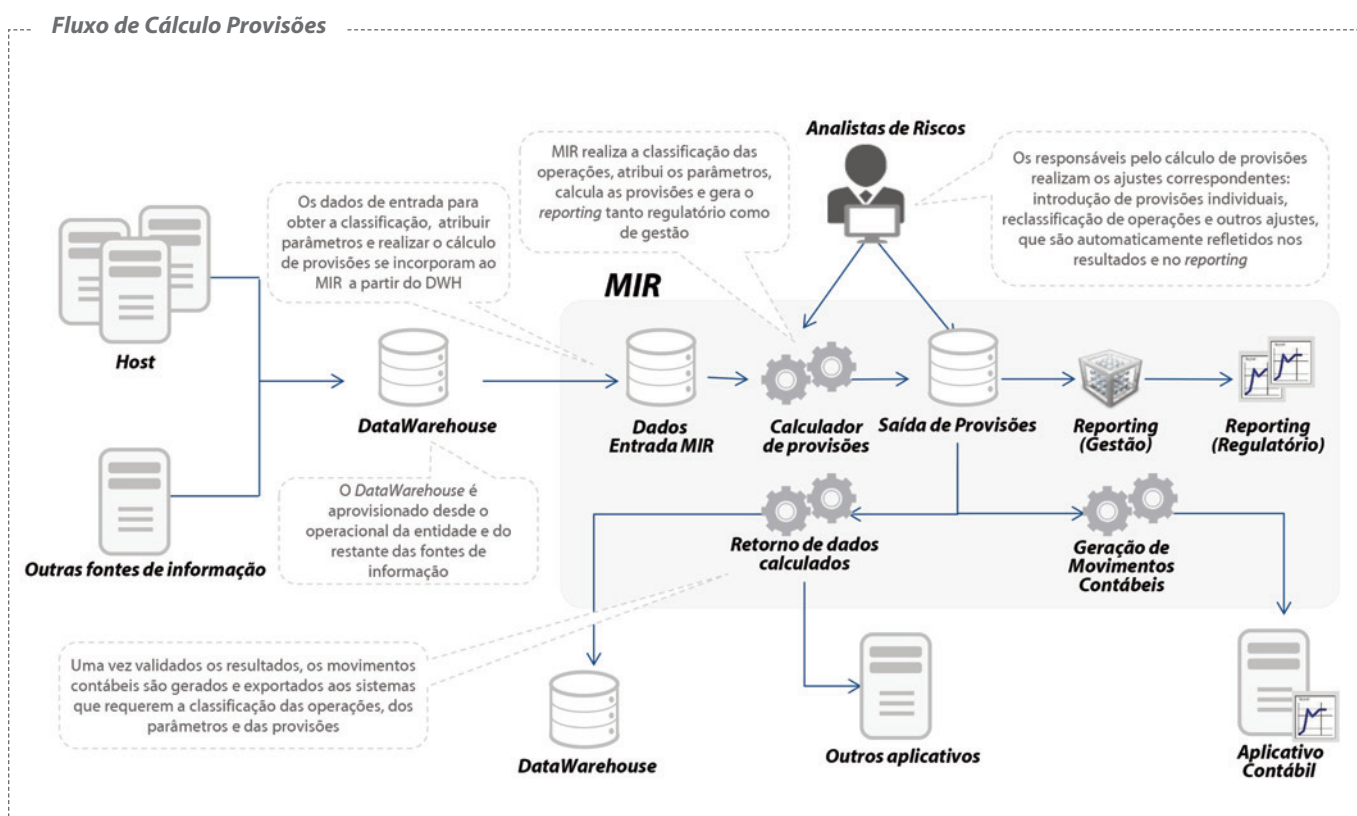 Fluxo de Cálculo Provisões
Analistas de Riscos
MIR realiza a classificação das
operações, atribui os parâmetros,
calcula as provisões e gera o
reporting tanto regulatório como
de gestão
Os responsáveis pelo cálculo de provisões
realizam os ajustes correspondentes:
introdução de provisões individuais,
reclassificação de operações e outros ajustes,
que são automaticamente refletidos nos
resultados e no reporting
Os dados de entrada para
obter a classificação, atribuir
parâmetros e realizar o cálculo
de provisões se incorporam ao
MIR a partir do DWH
MIR
Host
DataWarehouse
Dados
Entrada MIR
Calculador
de provisões
Saída de Provisões
Reporting
(Gestão)
Reporting
(Regulatório)
O DataWarehouse é
aprovisionado desde o
operacional da entidade e do
restante das fontes de
informação
Outras fontes de informação
Retorno de dados
calculados
Geração de
Movimentos
Contábeis
Uma vez validados os resultados, os movimentos
contábeis são gerados e exportados aos sistemas
que requerem a classificação das operações, dos
parâmetros e das provisões
DataWarehouse
Outros aplicativos
Aplicativo
Contábil